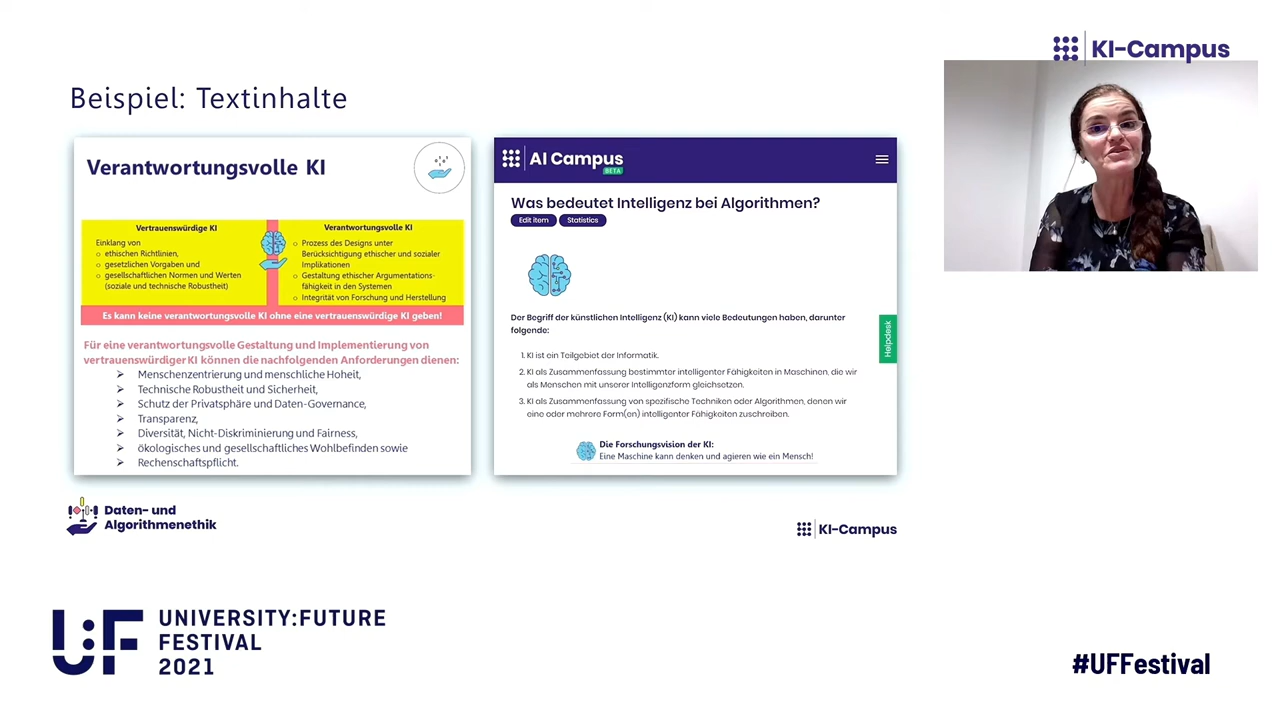 KI-Campus
Beispiel: Textinhalte
Verantwortungsvolle KI
Vertrauenswürdige KI
Einklang von
o ethischen Richtlinien,
o gesetzlichen Vorgaben und
o gesellschaftlichen Normen und Werten
(soziale und technische Robustheit)
Verantwortungsvolle KI
o Prozess des Designs unter
Berücksichtigung ethischer und sozialer
Implikationen
o Gestaltung ethischer Argumentations-
fähigkeit in den Systemen
o Integrität von Forschung und Herstellung
Es kann keine verantwortungsvolle KI ohne eine vertrauenswürdige KI geben!
Für eine verantwortungsvolle Gestaltung und Implementierung von
vertrauenswürdiger KI können die nachfolgenden Anforderungen dienen:
➢ Menschenzentrierung und menschliche Hoheit,
➢ Technische Robustheit und Sicherheit,
➢ Schutz der Privatsphäre und Daten-Governance,
➢ Transparenz,
➢ Diversität, Nicht-Diskriminierung und Fairness,
➢ ökologisches und gesellschaftliches Wohlbefinden sowie
➢ Rechenschaftspflicht.
AI Campus
BETA
Was bedeutet Intelligenz bei Algorithmen?
Edit item Statistics
Der Begriff der künstlichen Intelligenz (KI) kann viele Bedeutungen haben, darunter
folgende:
1. KI ist ein Teilgebiet der Informatik.
2. KI als Zusammenfassung bestimmter intelligenter Fähigkeiten in Maschinen, die wir
als Menschen mit unserer Intelligenzform gleichsetzen.
3. KI als Zusammenfassung von spezifische Techniken oder Algorithmen, denen wir
eine oder mehrere Form(en) intelligenter Fähigkeiten zuschreiben.
Die Forschungsvision der KI:
Eine Maschine kann denken und agieren wie ein Mensch!
Helpdesk
Daten- und
Algorithmenethik
KI-Campus
U:F
UNIVERSITY:FUTURE
FESTIVAL
2021
#UFFestival